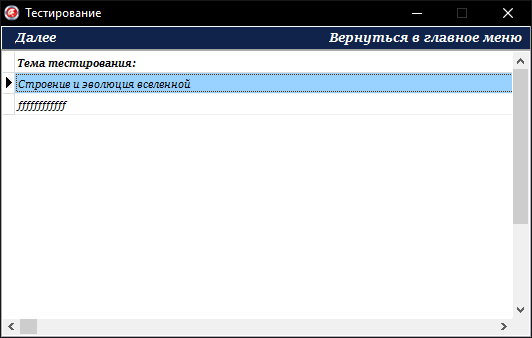 Тестирование
Далее Вернуться в главное меню
Тема тестирования:
Строение и эволюция вселенной
ffffffffffff